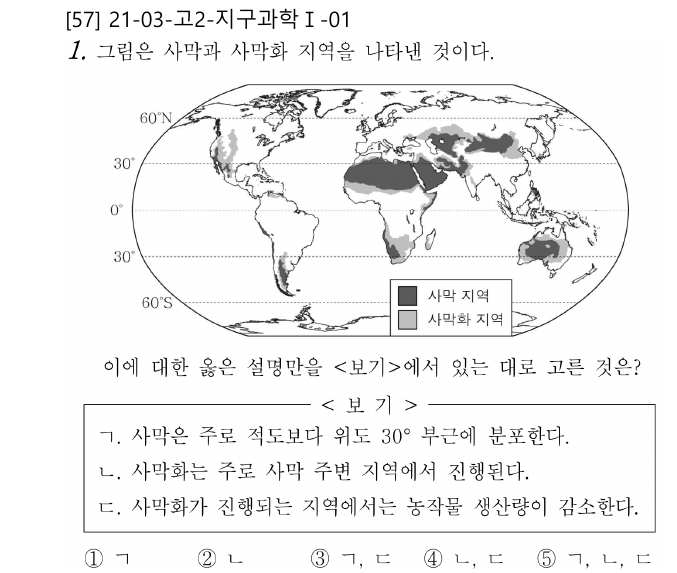 [57] 21-03-고2-지구과학Ⅰ-01
1. 그림은 사막과 사막화 지역을 나타낸 것이다.
60°N
30°
0°
30°
60°S
사막 지역
사막화 지역
이에 대한 옳은 설명만을 <보기>에서 있는 대로 고른 것은?
< 보 기 >
ㄱ. 사막은 주로 적도보다 위도 30° 부근에 분포한다.
ㄴ. 사막화는 주로 사막 주변 지역에서 진행된다.
ㄷ. 사막화가 진행되는 지역에서는 농작물 생산량이 감소한다.
① ㄱ ② ㄴ ③ ㄱ, ㄷ ④ ㄴ, ㄷ ⑤ ㄱ, ㄴ, ㄷ